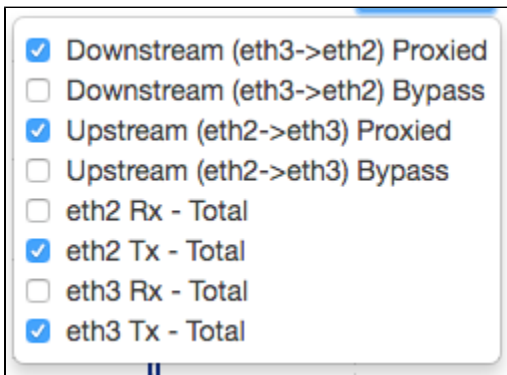 Downstream (eth3->eth2) Proxied
Downstream (eth3->eth2) Bypass
Upstream (eth2->eth3) Proxied
Upstream (eth2->eth3) Bypass
eth2 Rx - Total
eth2 Tx - Total
eth3 Rx - Total
eth3 Tx - Total